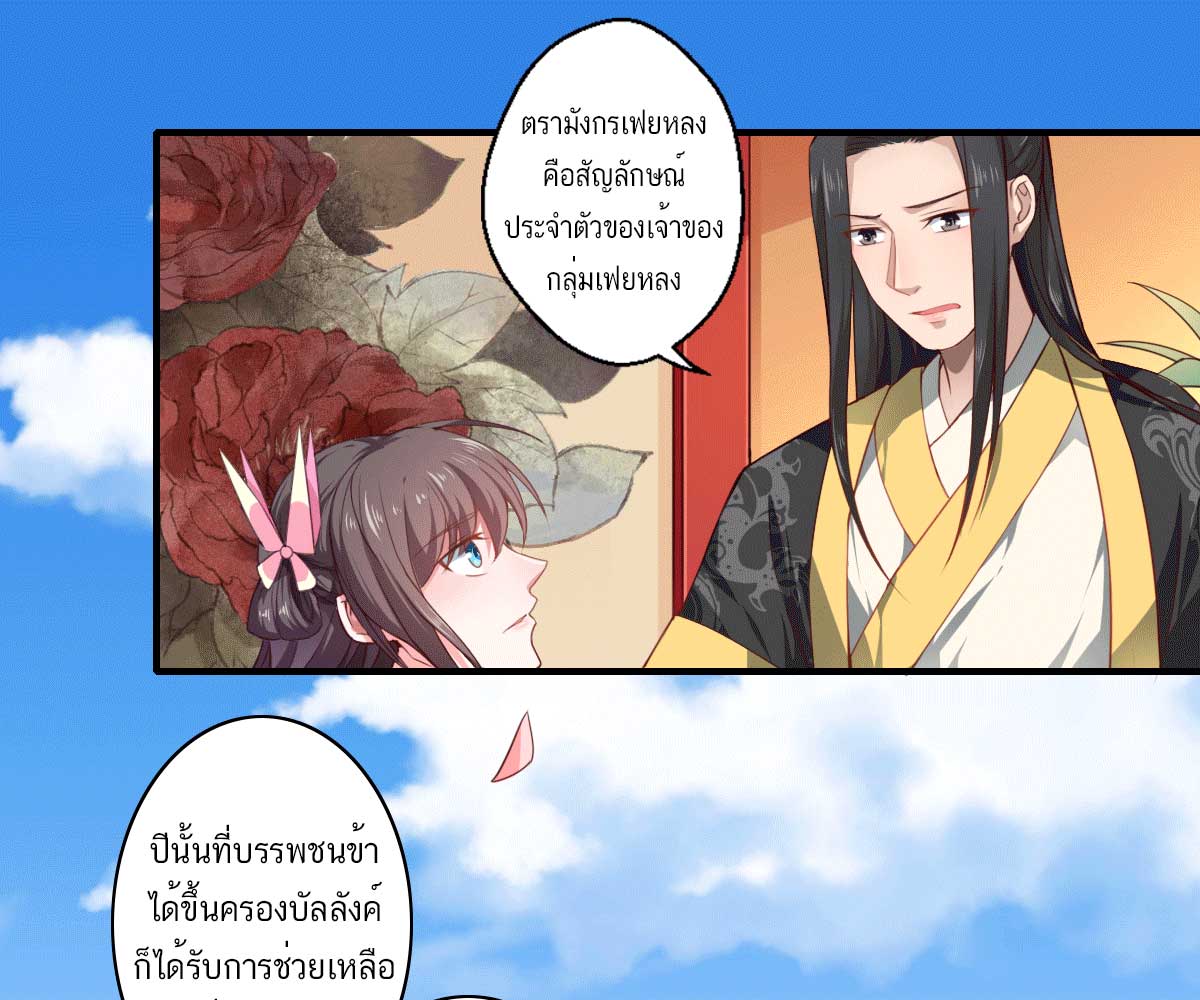 ตรามังกรเฟยหลง
คือสัญลักษณ์
ประจำตัวของเจ้าของ
กลุ่มเฟยหลง
ปีนั้นที่บรรพชนข้า
ได้ขึ้นครองบัลลังค์
ก็ได้รับการช่วยเหลือ